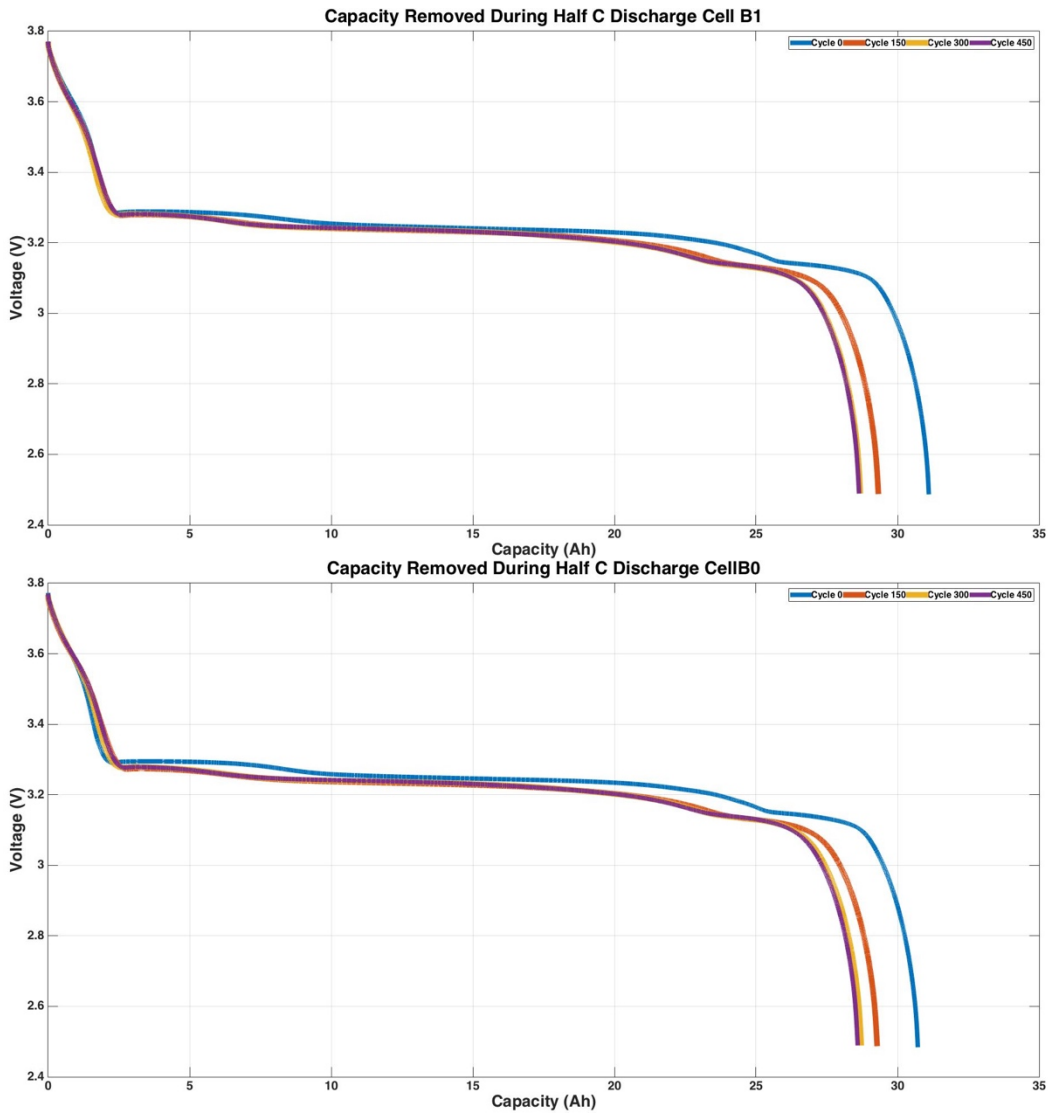 Capacity Removed During Half C Discharge Cell B1
Cycle 0 Cycle 150 Cycle 300 Cycle 450
3.8
3.6
3.4
3.2
3
2.8
2.6
2.4
Voltage (V)
0 5 10 15 20 25 30 35
Capacity (Ah)
Capacity Removed During Half C Discharge CellB0
Cycle 0 Cycle 150 Cycle 300 Cycle 450
3.8
3.6
3.4
3.2
3
2.8
2.6
2.4
Voltage (V)
0 5 10 15 20 25 30 35
Capacity (Ah)